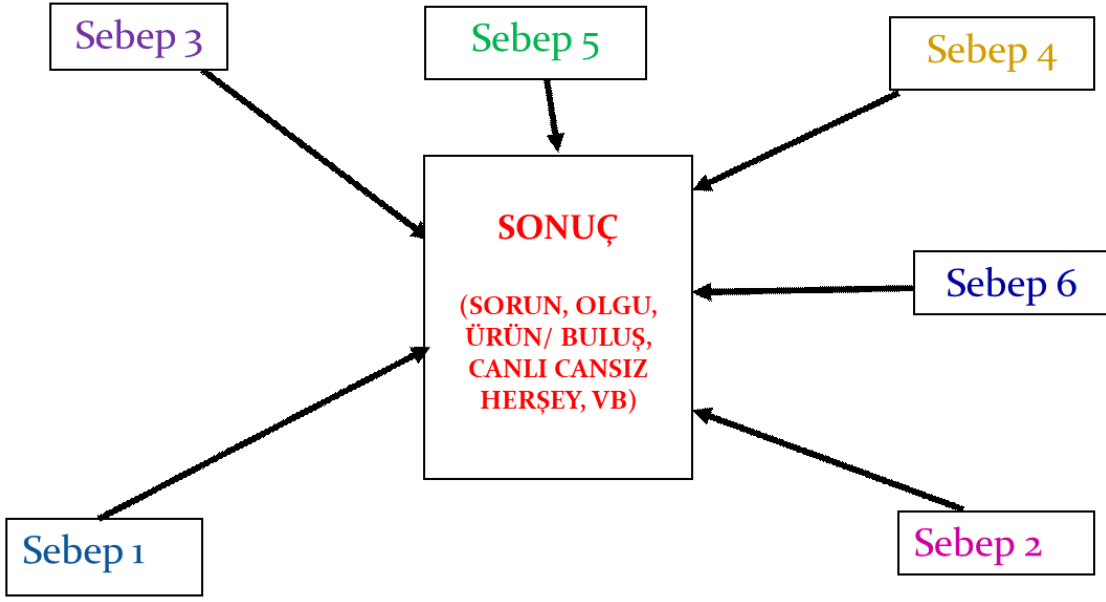 Sebep 3
Sebep 5
Sebep 4
SONUÇ
(SORUN, OLGU,
ÜRÜN/ BULUŞ,
CANLI CANSIZ
HERŞEY, VB)
Sebep 6
Sebep 1
Sebep 2